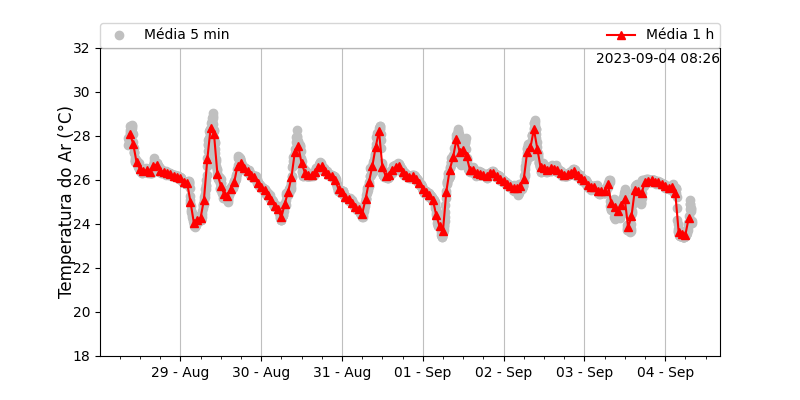 Média 5 min
Média 1 h
2023-09-04 08:26
Temperatura do Ar (°C)
32
30
28
26
24
22
20
18
29 - Aug
30 - Aug
31 - Aug
01 - Sep
02 - Sep
03 - Sep
04 - Sep